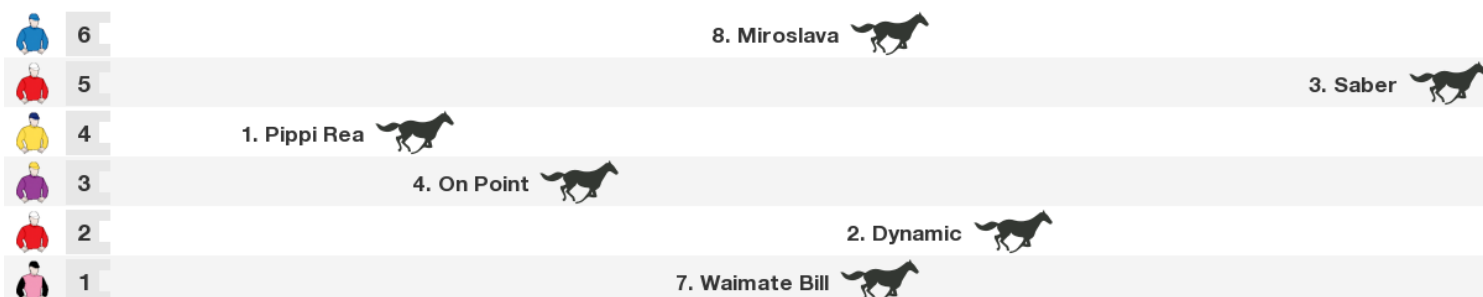 6 8. Miroslava
5 3. Saber
4 1. Pippi Rea
3 4. On Point
2 2. Dynamic
1 7. Waimate Bill